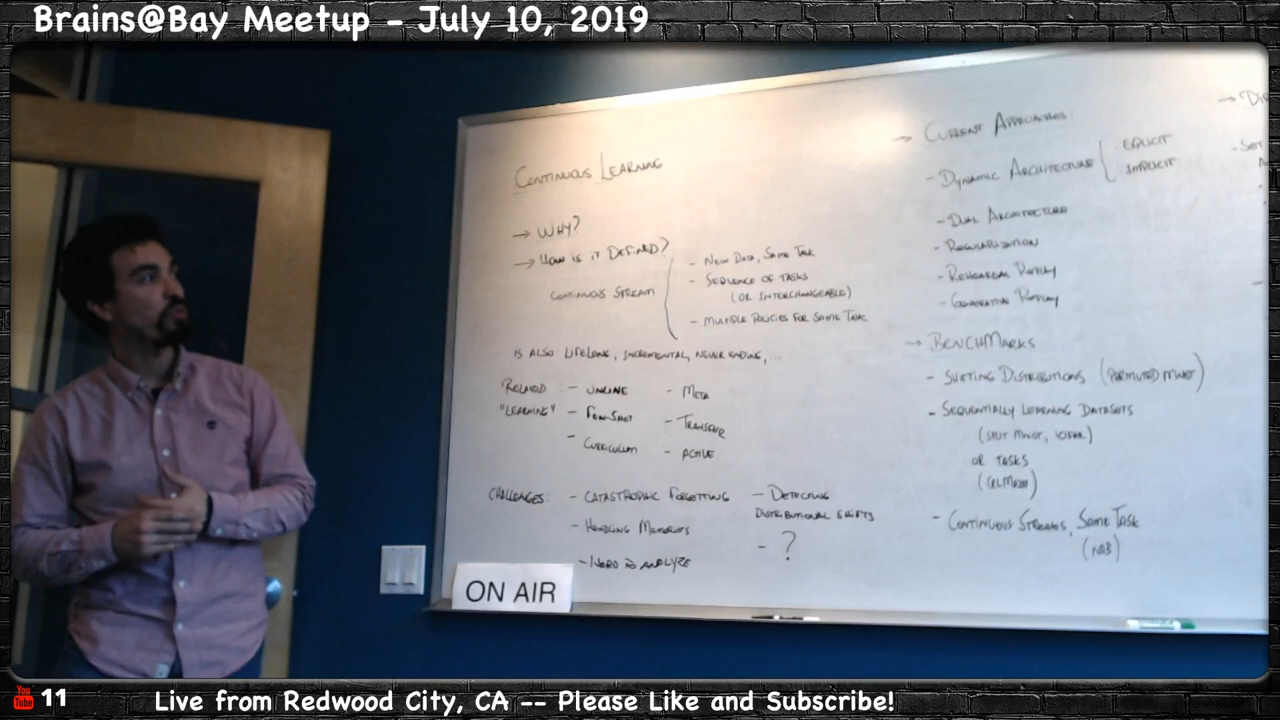 Brains@Bay Meetup - July 10, 2019
CONTINUOUS LEARNING
→ WHY?
→ HOW IS IT DEFINED?
CONTINUOUS STREAM
- NEW DATA, SAME TASK
- SEQUENCE OF TASKS
(OR INTERCHANGEABLE)
- MULTIPLE POLICIES FOR SAME TASK
IS ALSO LIFELONG, INCREMENTAL, NEVER ENDING, ...
RELATED : - ONLINE - META
"LEARNING" - FEW-SHOT - TRANSFER
- CURRICULUM - ACTIVE
CHALLENGES: - CATASTROPHIC FORGETTING
- HANDLING MEMORIES
- HARD TO ANALYZE
- DETECTING
DISTRIBUTIONAL SHIFTS
- ?
→ CURRENT APPROACHES:
- DYNAMIC ARCHITECTURE
EXPLICIT
IMPLICIT
- DUAL ARCHITECTURE
- REGULARIZATION
- REHEARSAL REPLAY
- GENERATIVE REPLAY
→ BENCHMARKS
- SHIFTING DISTRIBUTIONS (PERMUTED MNIST)
- SEQUENTIALLY LEARNING DATASETS
(SPLIT MNIST, )
OR TASKS
- CONTINUOUS STREAMS, SAME TASK
(NAB)
ON AIR
You Tube 11
Live from Redwood City, CA -- Please Like and Subscribe!